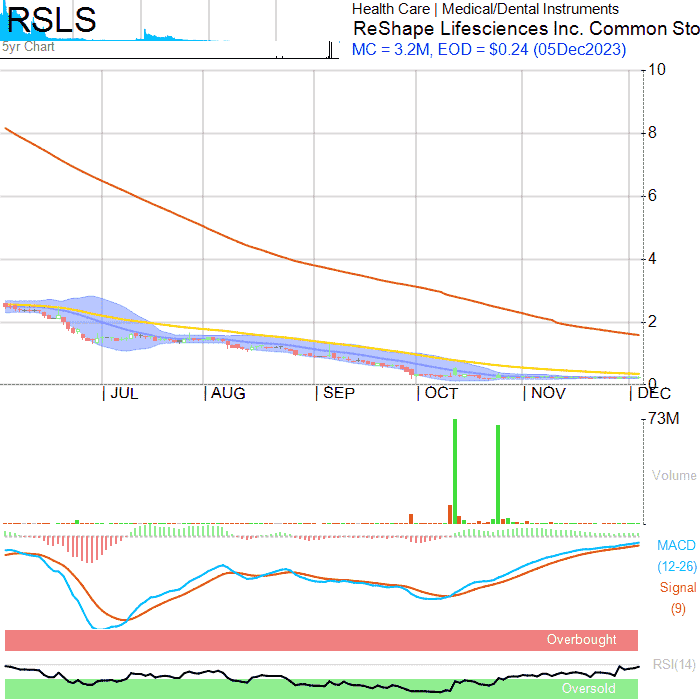 RSLS
Health Care | Medical/Dental Instruments
ReShape Lifesciences Inc. Common Sto
5yr Chart
MC = 3.2M, EOD = $0.24 (05Dec2023)
10
8
6
4
2
0
JUL AUG SEP OCT NOV DEC
73M
Volume
MACD
(12-26)
Signal
(9)
Overbought
RSI(14)
Oversold